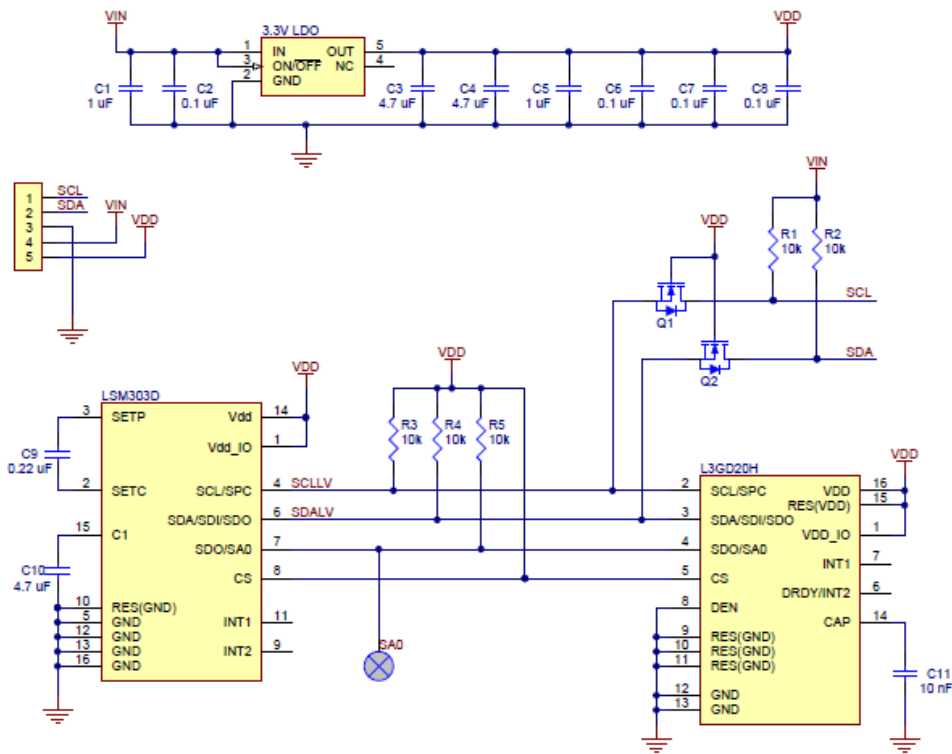 VIN
3.3V LDO
VDD
1 IN OUT 5
3 ON/OFF NC 4
2 GND
C1
1 uF
C2
0.1 uF
C3
4.7 uF
C4
4.7 uF
C5
1 uF
C6
0.1 uF
C7
0.1 uF
C8
0.1 uF
1 SCL
2 SDA
3
4
5
VIN
VDD
VIN
VDD
R1
10k
R2
10k
SCL
Q1
SDA
Q2
LSM303D
VDD
3 SETP
Vdd 14
Vdd_IO 1
C9
0.22 uF
2 SETC
SCL/SPC 4 SCLLV
SDA/SDI/SDO 6 SDALV
15 C1
SDO/SA0 7
C10
4.7 uF
CS 8
10 RES(GND)
5 GND
12 GND
13 GND
16 GND
INT1 11
INT2 9
SA0
VDD
R3
10k
R4
10k
R5
10k
L3GD20H
VDD
2 SCL/SPC
3 SDA/SDI/SDO
4 SDO/SA0
5 CS
8 DEN
9 RES(GND)
10 RES(GND)
11 RES(GND)
12 GND
13 GND
VDD 16
RES(VDD) 15
VDD_IO 1
INT1 7
DRDY/INT2 6
CAP 14
C11
10 nF